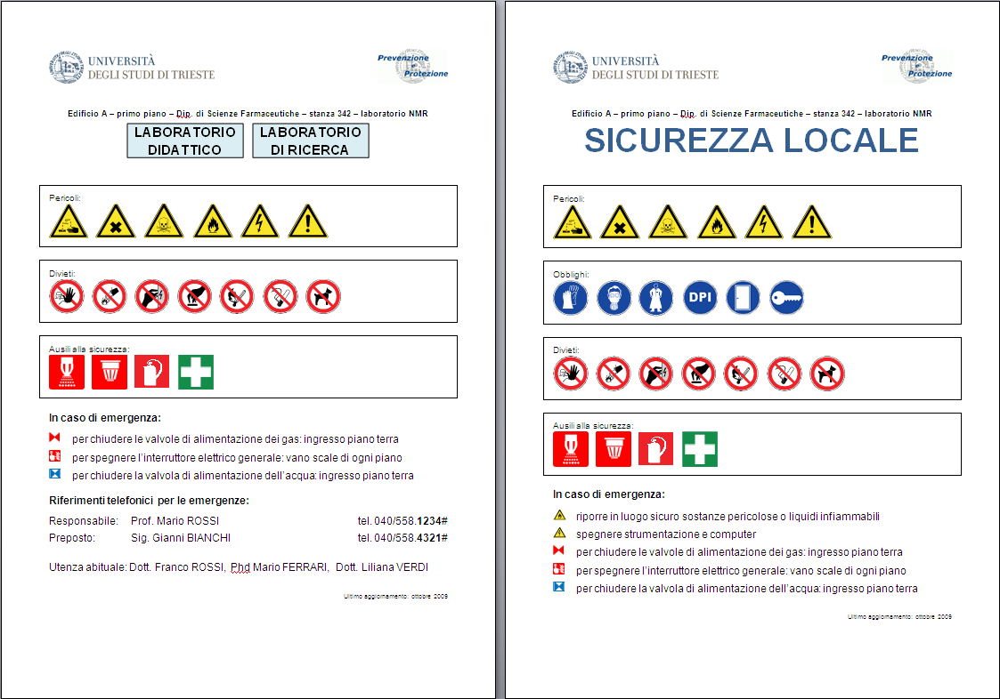 UNIVERSITÀ
DEGLI STUDI DI TRIESTE
Prevenzione
e
Protezione
Edificio A – primo piano – Dip. di Scienze Farmaceutiche – stanza 342 – laboratorio NMR
LABORATORIO
DIDATTICO
LABORATORIO
DI RICERCA
Pericoli:
Divieti:
Ausili alla sicurezza:
In caso di emergenza:
per chiudere le valvole di alimentazione dei gas: ingresso piano terra
per spegnere l’interruttore elettrico generale: vano scale di ogni piano
per chiudere la valvola di alimentazione dell’acqua: ingresso piano terra
Riferimenti telefonici per le emergenze:
Responsabile: Prof. Mario ROSSI tel. 040/558.1234#
Preposto: Sig. Gianni BIANCHI tel. 040/558.4321#
Utenza abituale: Dott. Franco ROSSI, Phd Mario FERRARI, Dott. Liliana VERDI
Ultimo aggiornamento: ottobre 2009
UNIVERSITÀ
DEGLI STUDI DI TRIESTE
Prevenzione
e
Protezione
Edificio A – primo piano – Dip. di Scienze Farmaceutiche – stanza 342 – laboratorio NMR
SICUREZZA LOCALE
Pericoli:
Obblighi:
DPI
Divieti:
Ausili alla sicurezza:
In caso di emergenza:
riporre in luogo sicuro sostanze pericolose o liquidi infiammabili
spegnere strumentazione e computer
per chiudere le valvole di alimentazione dei gas: ingresso piano terra
per spegnere l’interruttore elettrico generale: vano scale di ogni piano
per chiudere la valvola di alimentazione dell’acqua: ingresso piano terra
Ultimo aggiornamento: ottobre 2009